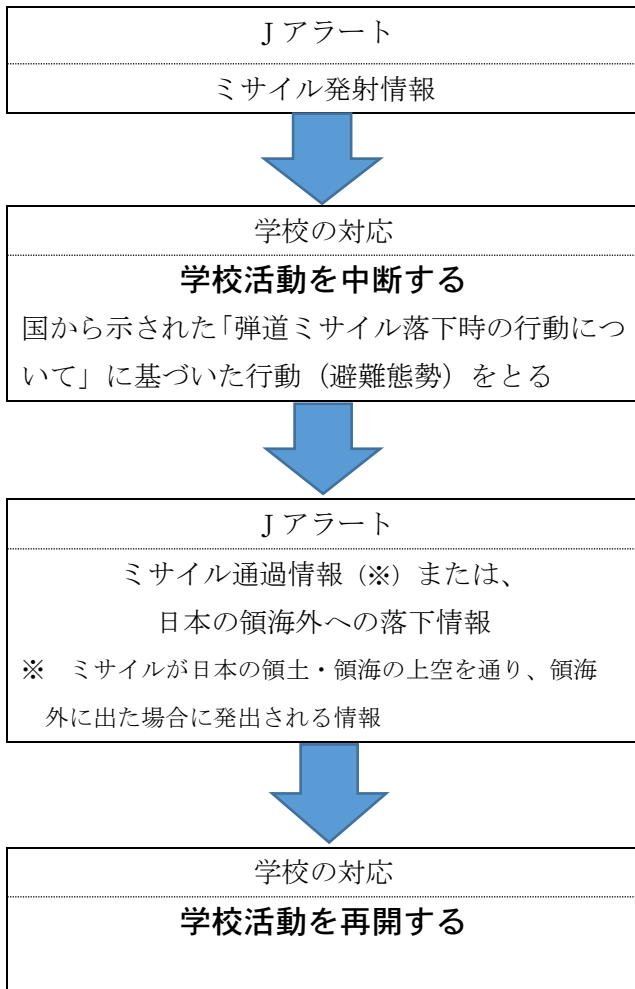 Jアラート
ミサイル発射情報
学校の対応
学校活動を中断する
国から示された「弾道ミサイル落下時の行動につ
いて」に基づいた行動（避難態勢）をとる
Jアラート
ミサイル通過情報（※）または、
日本の領海外への落下情報
※　ミサイルが日本の領土・領海の上空を通り、領海
外に出た場合に発出される情報
学校の対応
学校活動を再開する